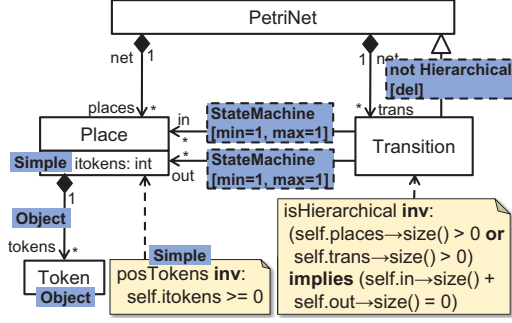 PetriNet
net 1
1 net
not Hierarchical
[del]
places *
* trans
in
*
StateMachine
[min=1, max=1]
Place
Transition
Simple itokens: int
*
out
StateMachine
[min=1, max=1]
1
Object
tokens *
Token
Object
Simple
posTokens inv:
self.itokens >= 0
isHierarchical inv:
(self.places→size() > 0 or
self.trans→size() > 0)
implies (self.in→size() +
self.out→size() = 0)